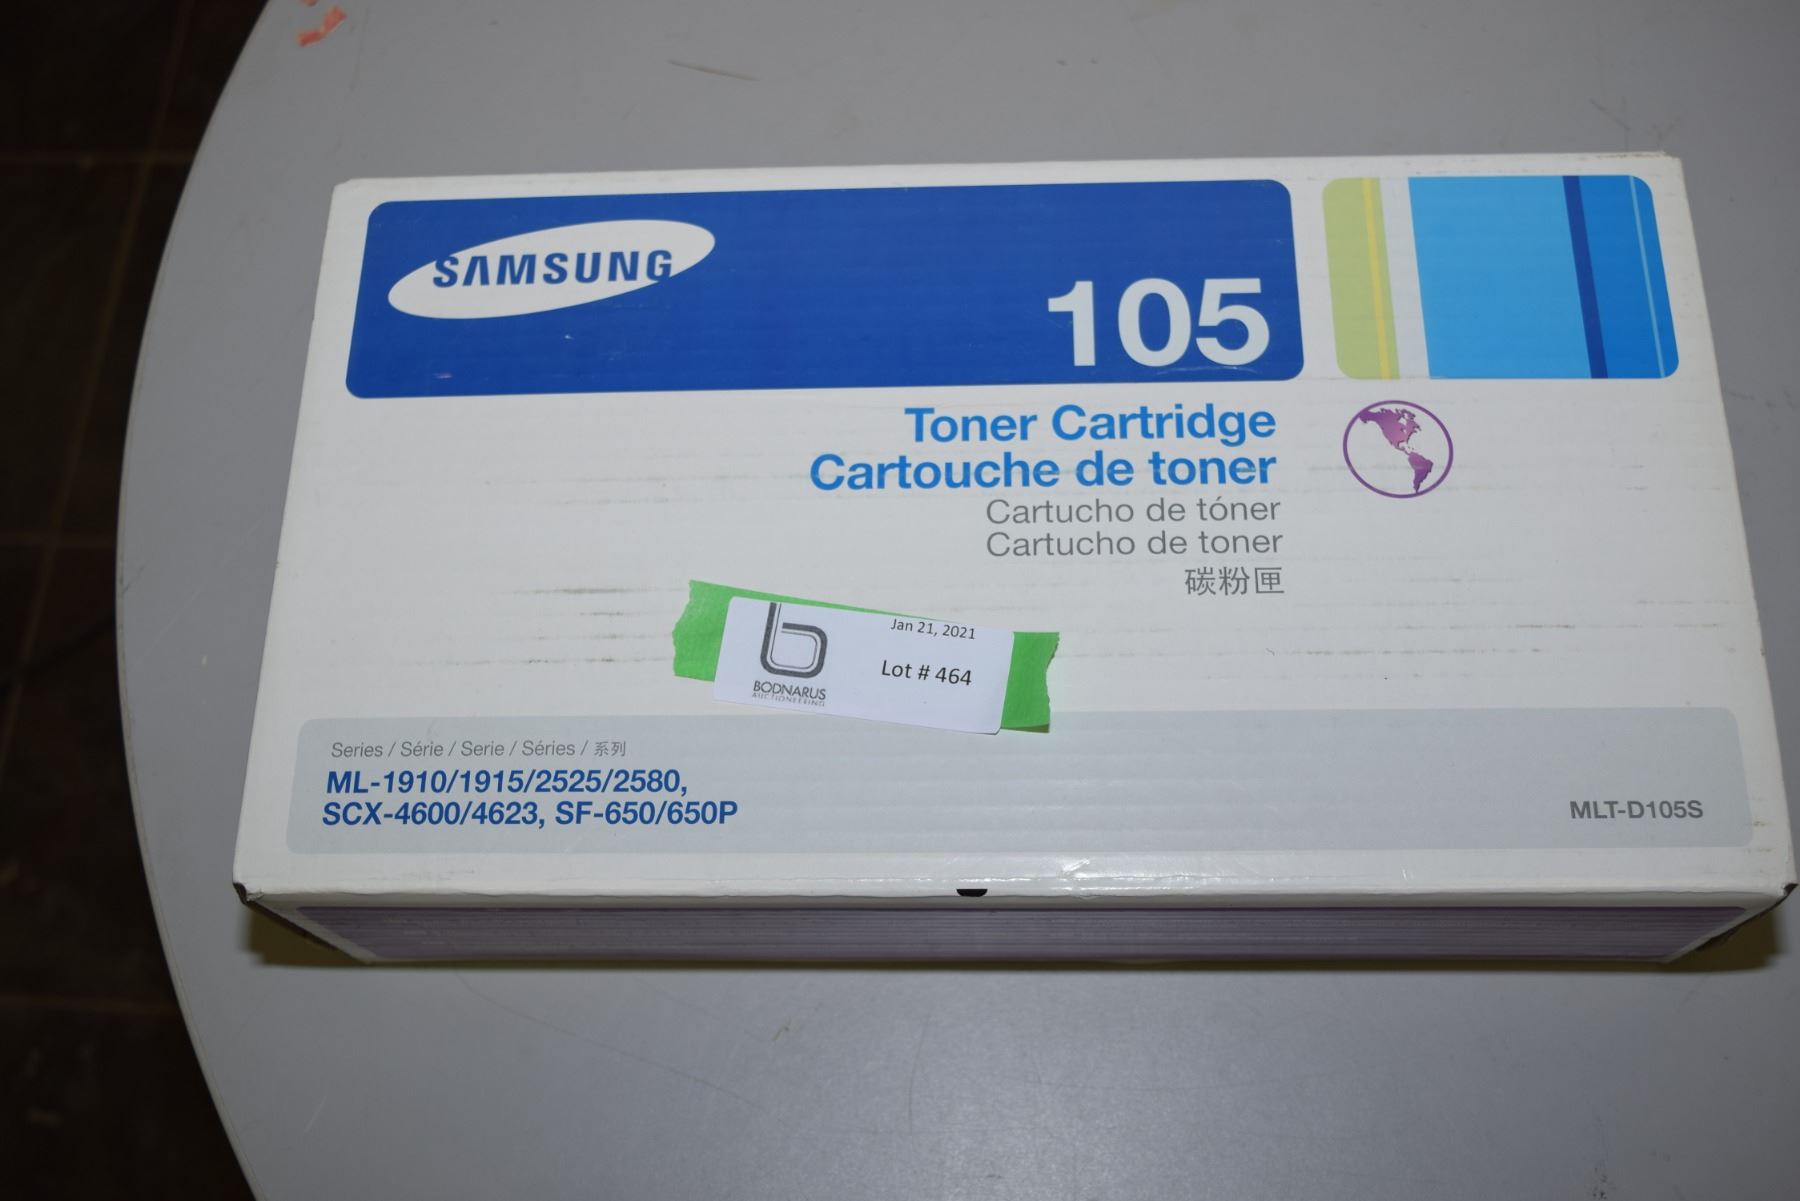 SAMSUNG
105
Toner Cartridge
Cartouche de toner
Cartucho de tóner
Cartucho de toner
碳粉匣
Jan 21, 2021
Lot # 464
BODNARUS
AUCTIONEERING
Series / Série / Serie / Séries / 系列
ML-1910/1915/2525/2580,
SCX-4600/4623, SF-650/650P
MLT-D105S